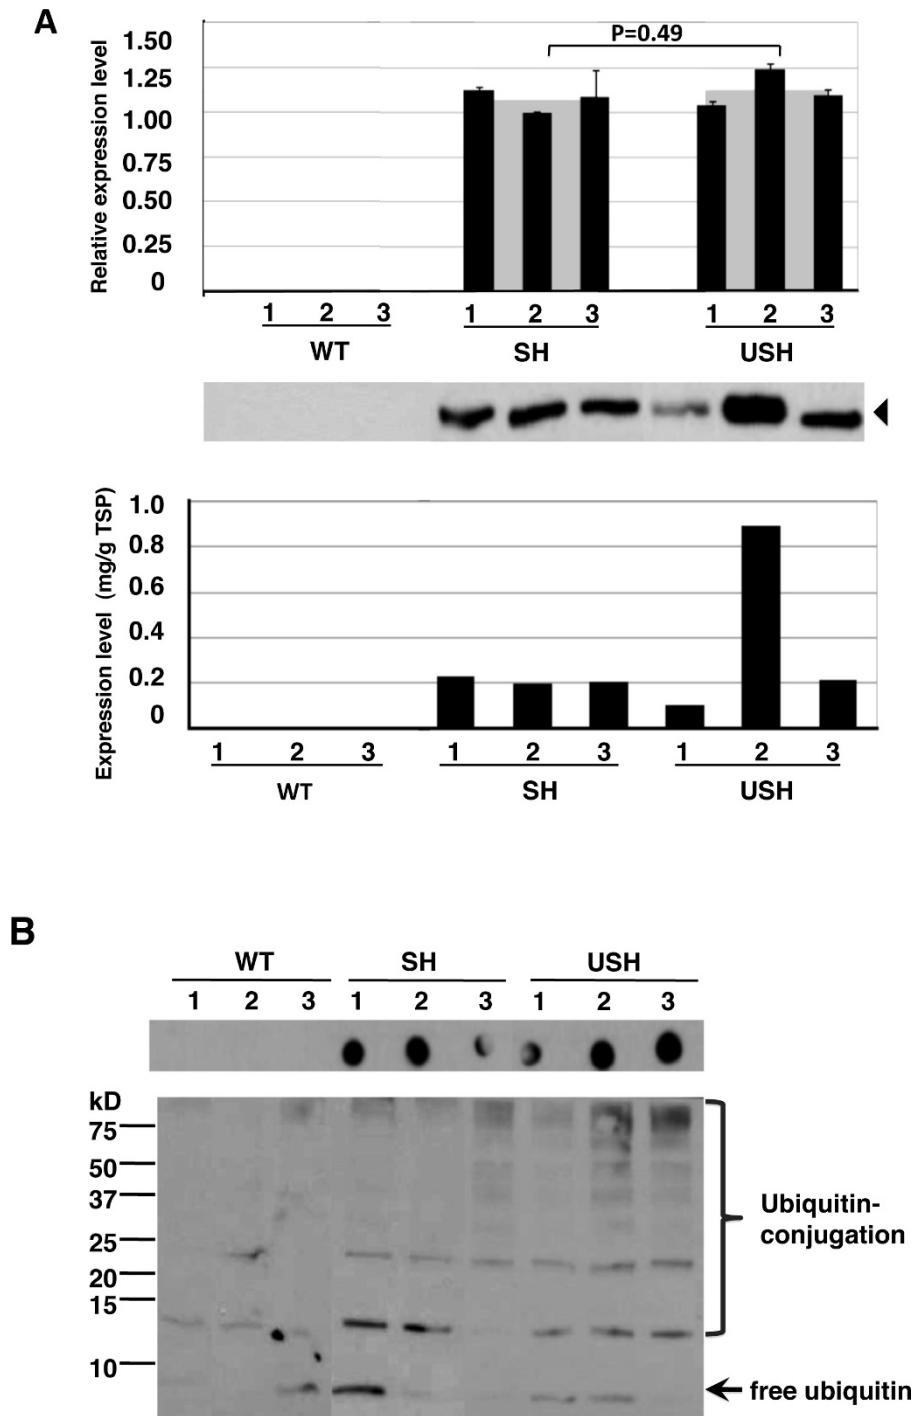 A
Relative expression level
1.50
1.25
1.00
0.75
0.50
0.25
0
P=0.49
1 2 3 1 2 3 1 2 3
WT SH USH
Expression level (mg/g TSP)
1.0
0.8
0.6
0.4
0.2
0
1 2 3 1 2 3 1 2 3
WT SH USH
B
WT SH USH
1 2 3 1 2 3 1 2 3
kD
75
50
37
25
20
15
10
Ubiquitin-
conjugation
free ubiquitin